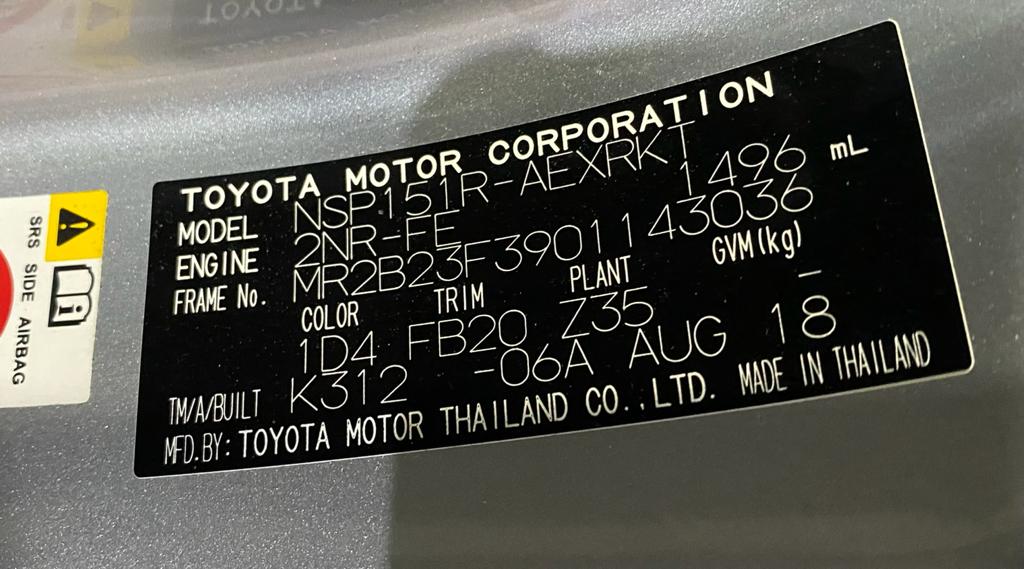 TOYOTA MOTOR CORPORATION
MODEL NSP151R-AEXRKT
ENGINE 2NR-FE 1496 mL
FRAME No. MR2B23F3901143036
COLOR TRIM PLANT GVM(kg)
1D4 FB20 Z35 –
TM/A/BUILT K312 -06A AUG 18
MFD.BY: TOYOTA MOTOR THAILAND CO.,LTD. MADE IN THAILAND
SRS SIDE AIRBAG